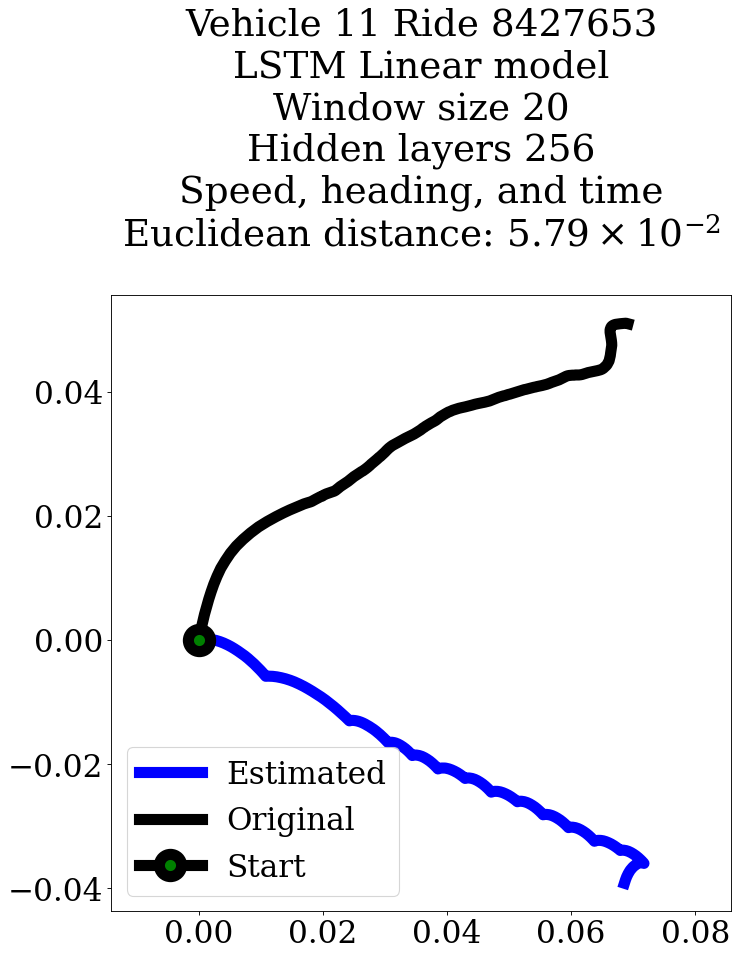 Vehicle 11 Ride 8427653
LSTM Linear model
Window size 20
Hidden layers 256
Speed, heading, and time
Euclidean distance: 5.79 × 10⁻²
0.04
0.02
0.00
−0.02
−0.04
Estimated
Original
Start
0.00 0.02 0.04 0.06 0.08